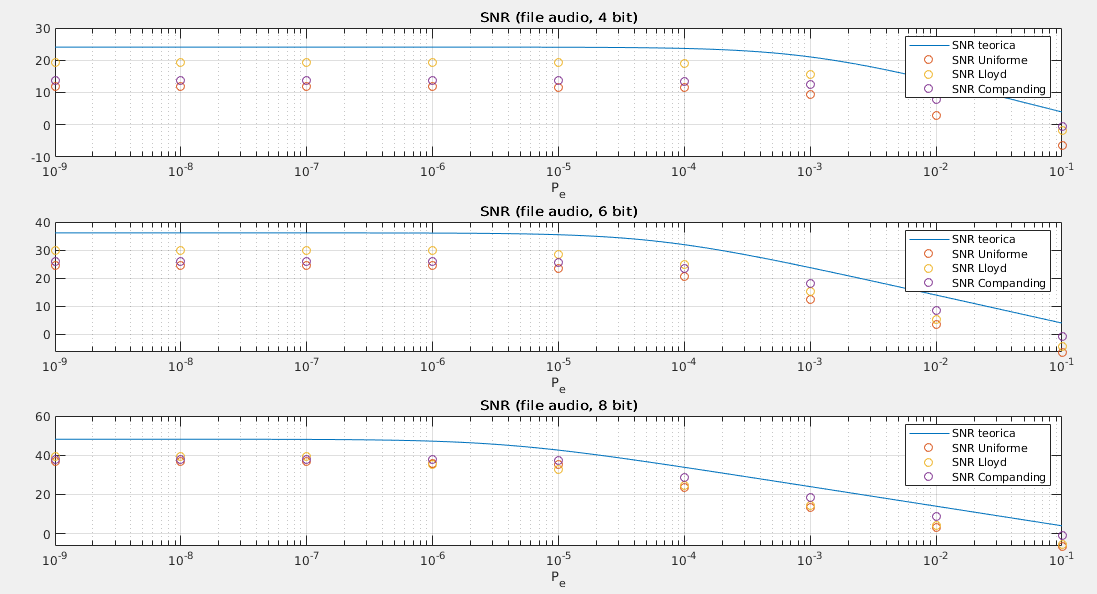 SNR (file audio, 4 bit)
30
20
10
0
-10
SNR teorica
SNR Uniforme
SNR Lloyd
SNR Companding
10^-9 10^-8 10^-7 10^-6 10^-5 10^-4 10^-3 10^-2 10^-1
P_e
SNR (file audio, 6 bit)
40
30
20
10
0
SNR teorica
SNR Uniforme
SNR Lloyd
SNR Companding
10^-9 10^-8 10^-7 10^-6 10^-5 10^-4 10^-3 10^-2 10^-1
P_e
SNR (file audio, 8 bit)
60
40
20
0
SNR teorica
SNR Uniforme
SNR Lloyd
SNR Companding
10^-9 10^-8 10^-7 10^-6 10^-5 10^-4 10^-3 10^-2 10^-1
P_e